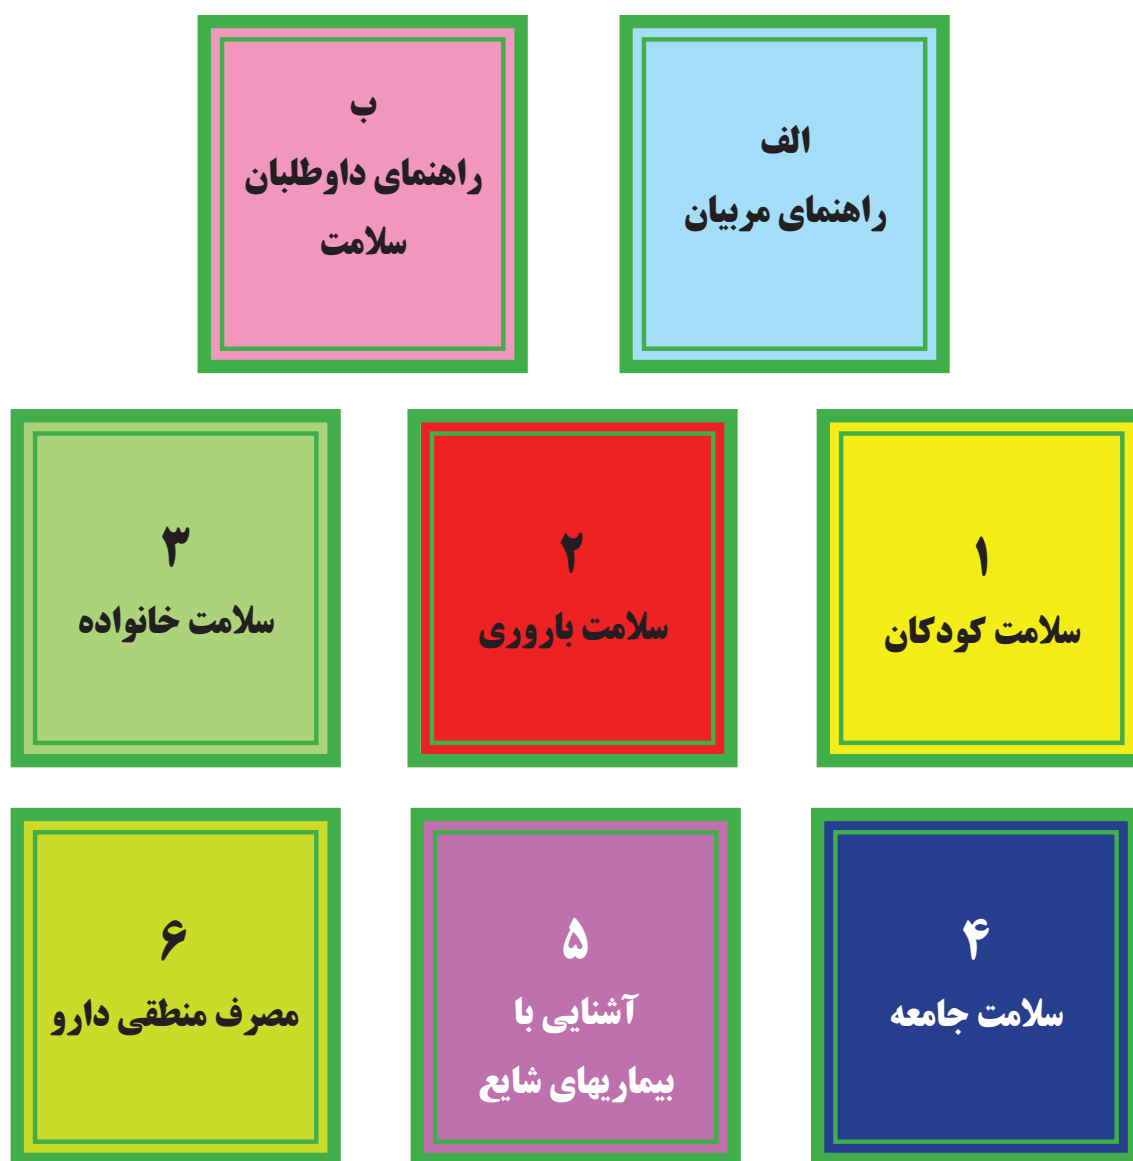 الف
راهنمای مربیان
ب
راهنمای داوطلبان
سلامت
۱
سلامت کودکان
۲
سلامت باروری
۳
سلامت خانواده
۴
سلامت جامعه
۵
آشنایی با
بیماریهای شایع
۶
مصرف منطقی دارو